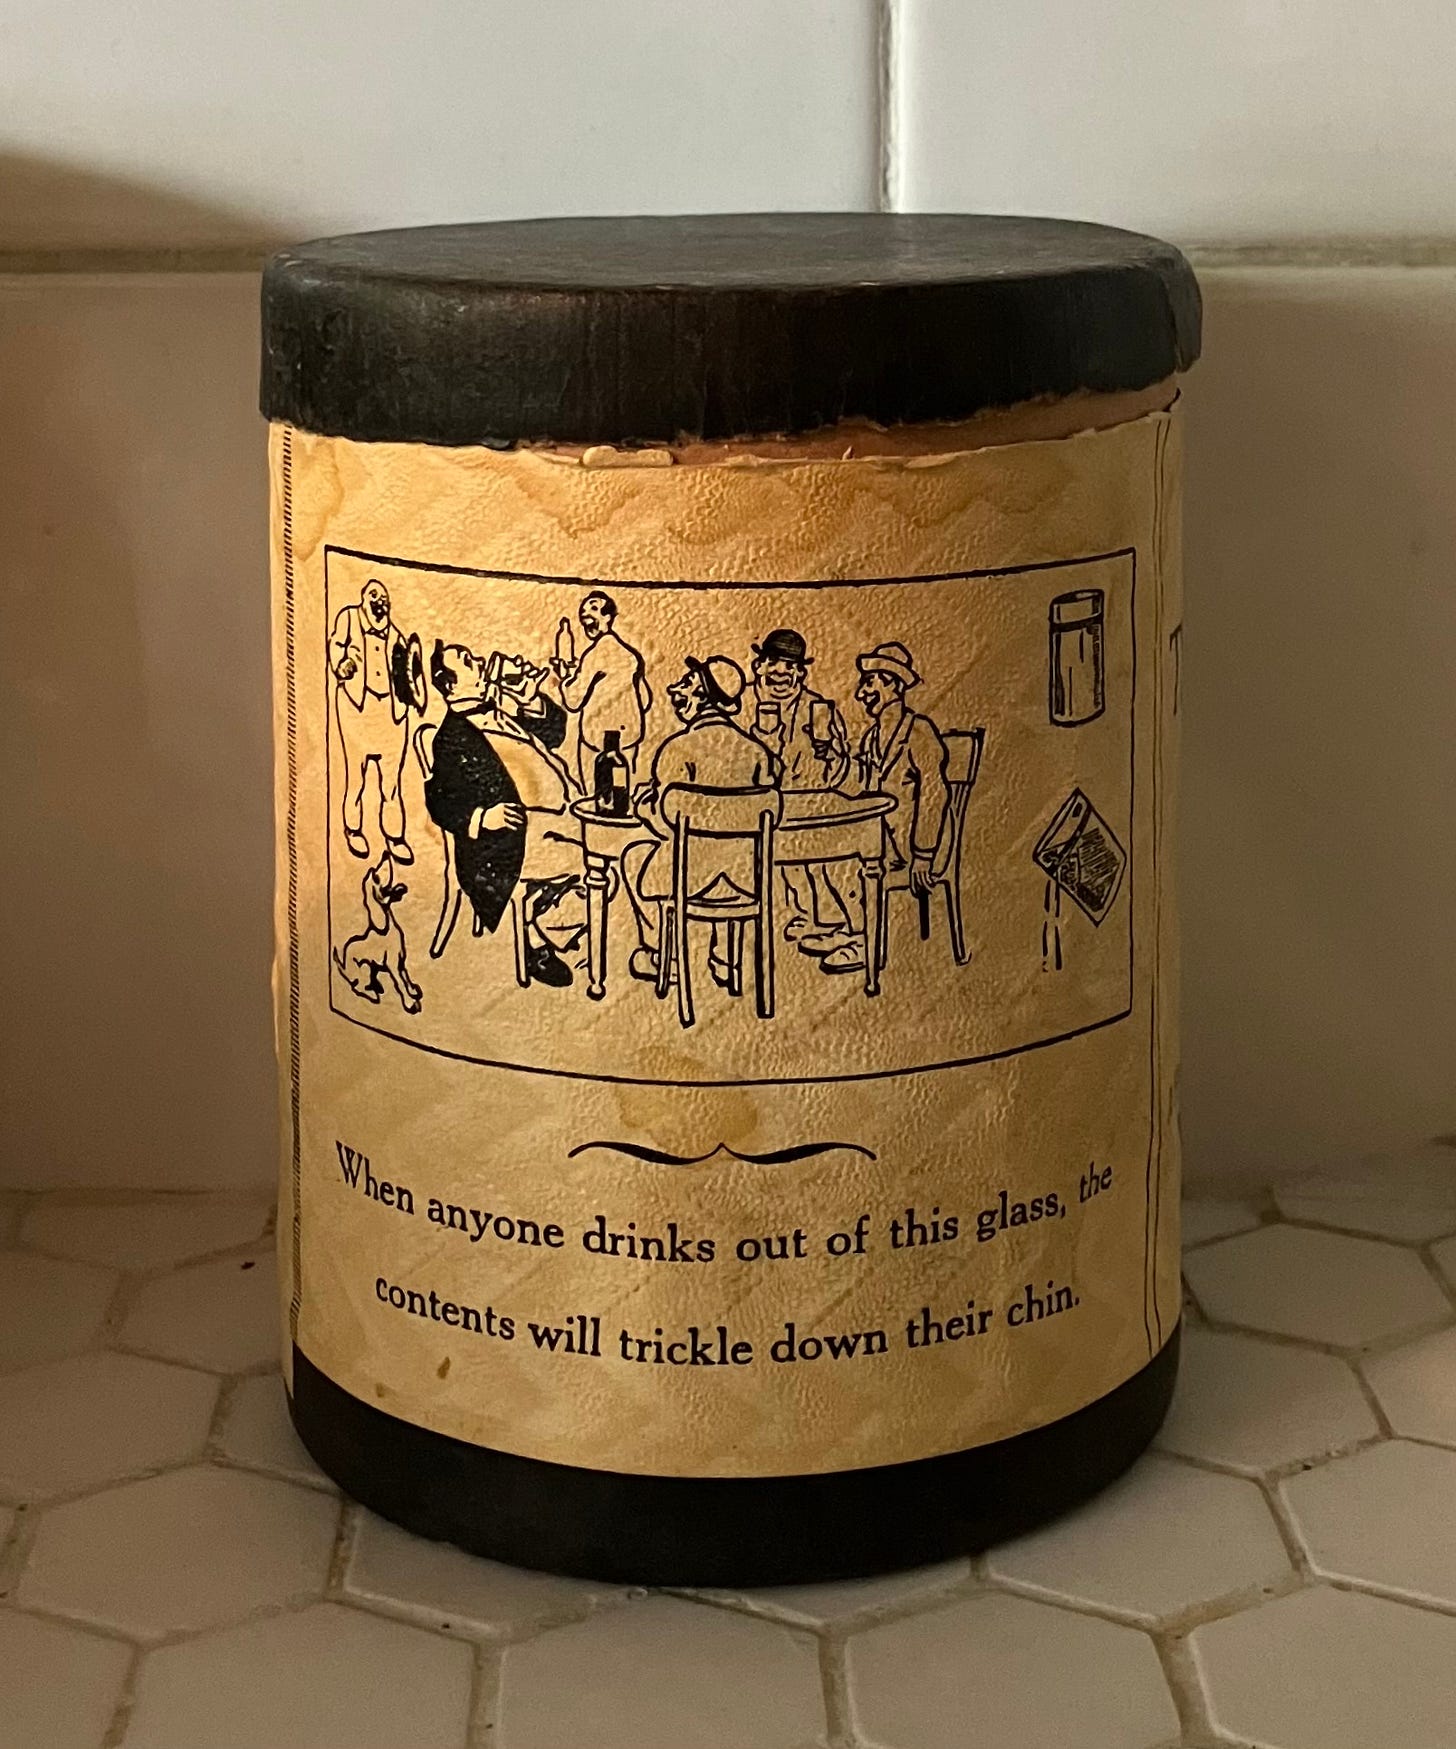 When anyone drinks out of this glass, the
contents will trickle down their chin.